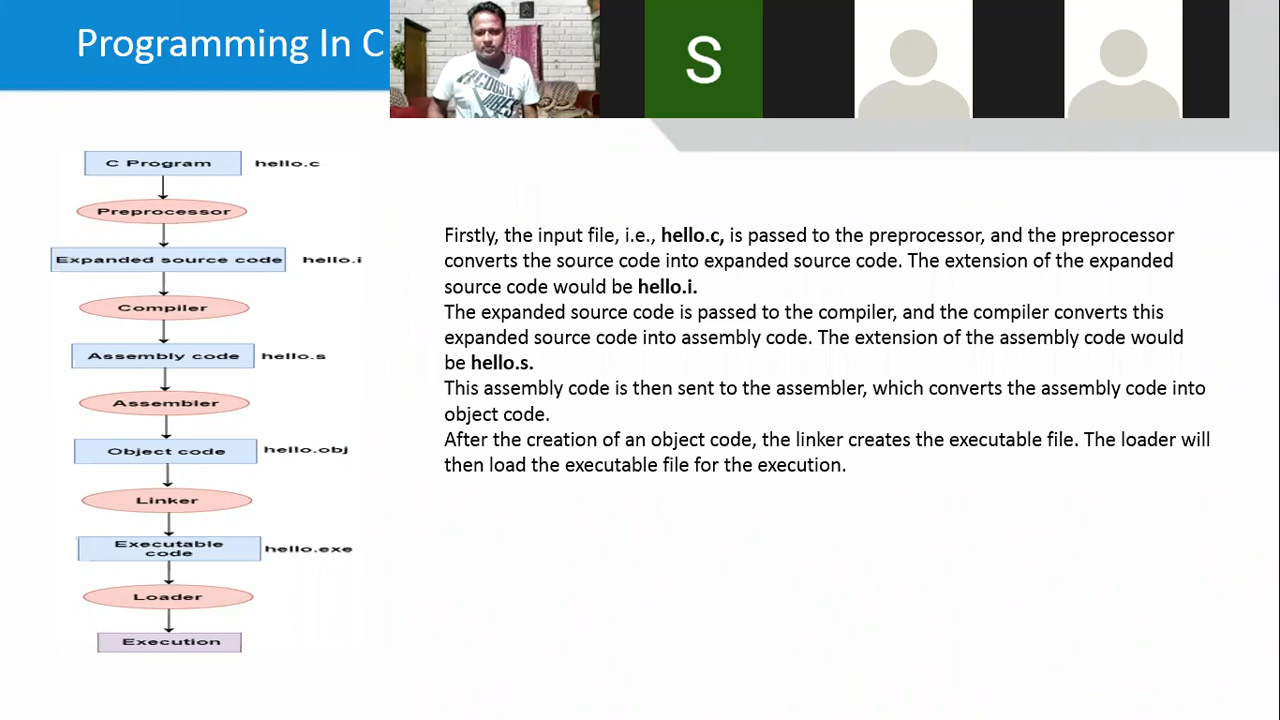 Programming In C
S
C Program hello.c
Preprocessor
Expanded source code hello.i
Compiler
Assembly code hello.s
Assembler
Object code hello.obj
Linker
Executable
code hello.exe
Loader
Execution
Firstly, the input file, i.e., hello.c, is passed to the preprocessor, and the preprocessor
converts the source code into expanded source code. The extension of the expanded
source code would be hello.i.
The expanded source code is passed to the compiler, and the compiler converts this
expanded source code into assembly code. The extension of the assembly code would
be hello.s.
This assembly code is then sent to the assembler, which converts the assembly code into
object code.
After the creation of an object code, the linker creates the executable file. The loader will
then load the executable file for the execution.